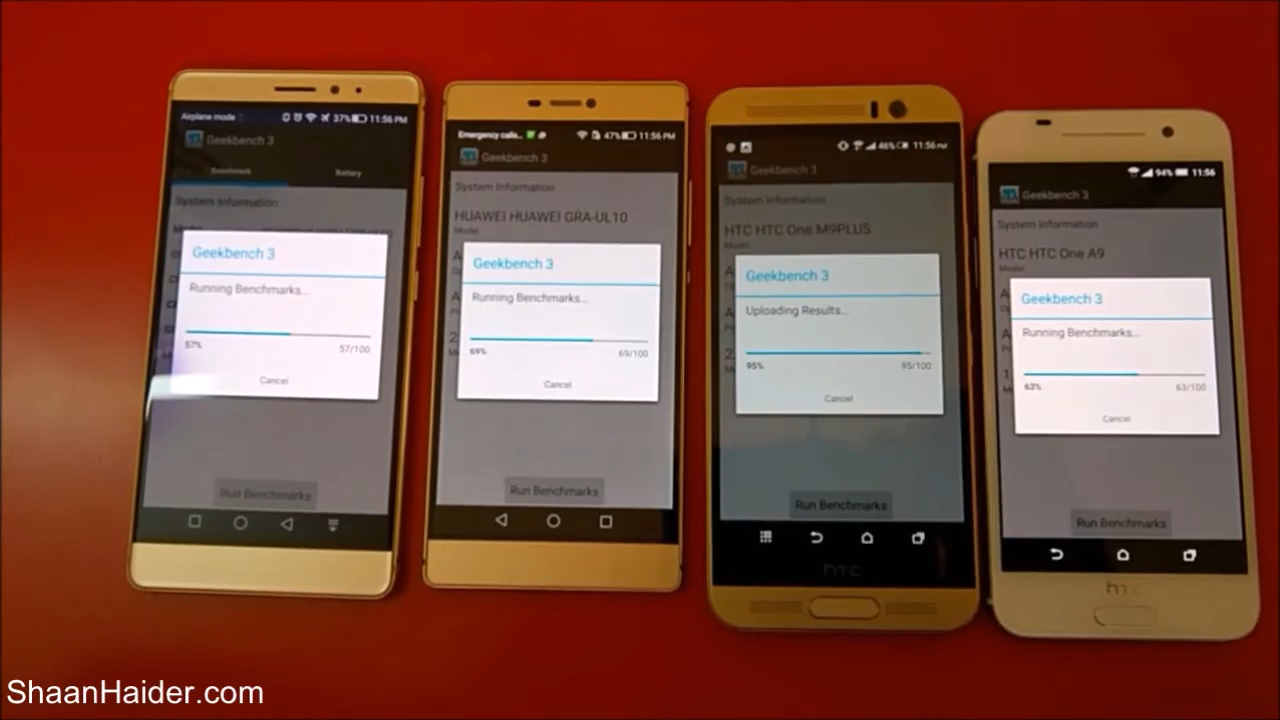 Airplane mode 37% 11:56 PM
Geekbench 3
Benchmark Battery
System Information
Geekbench 3
Running Benchmarks...
57% 57/100
Cancel
Run Benchmarks
Emergency calls... 47% 11:56 PM
Geekbench 3
System Information
HUAWEI HUAWEI GRA-UL10
Model
Geekbench 3
Running Benchmarks...
69% 69/100
Cancel
Run Benchmarks
46% 11:56 PM
Geekbench 3
System Information
HTC HTC One M9PLUS
Model
Geekbench 3
Uploading Results...
95% 95/100
Cancel
Run Benchmarks
hTC
94% 11:56
Geekbench 3
System Information
HTC HTC One A9
Model
Geekbench 3
Running Benchmarks...
63% 63/100
Cancel
Run Benchmarks
hTC
ShaanHaider.com